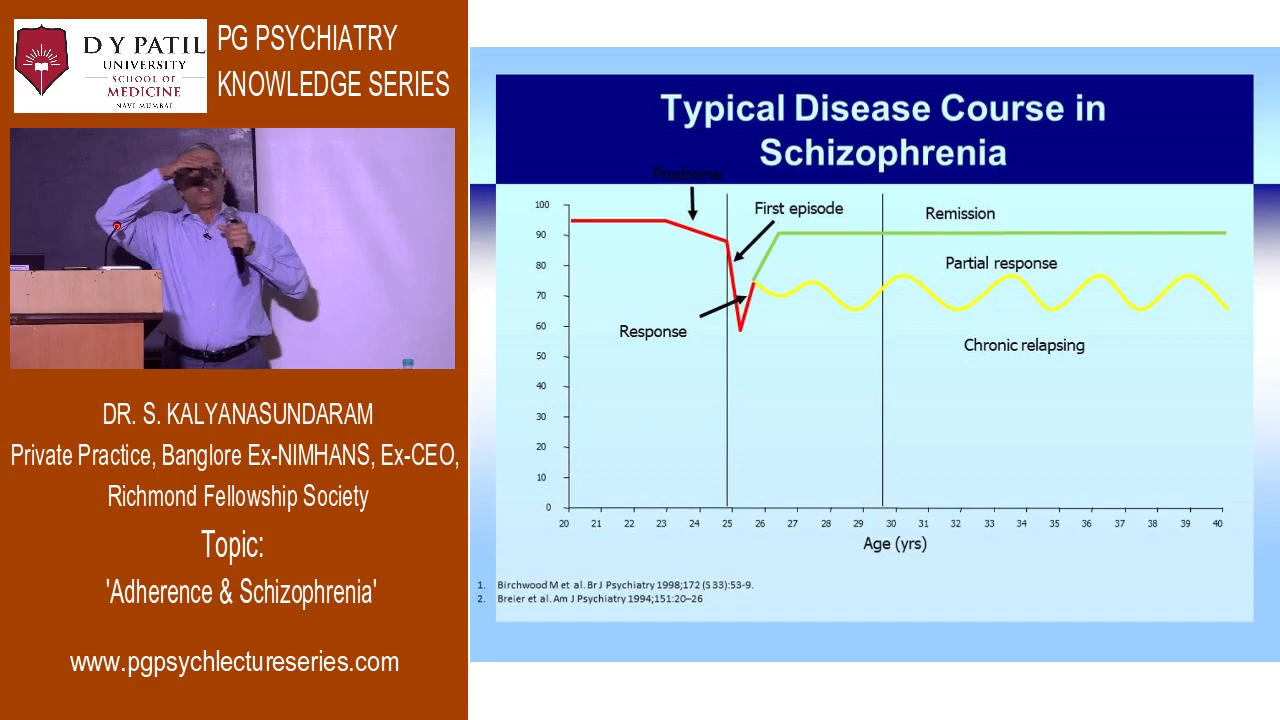 D Y PATIL
UNIVERSITY
SCHOOL OF
MEDICINE
NAVI MUMBAI
PG PSYCHIATRY
KNOWLEDGE SERIES
DR. S. KALYANASUNDARAM
Private Practice, Banglore Ex-NIMHANS, Ex-CEO,
Richmond Fellowship Society
Topic:
'Adherence & Schizophrenia'
www.pgpsychlectureseries.com
Typical Disease Course in
Schizophrenia
Prodrome
First episode
Remission
Partial response
Response
Chronic relapsing
100
90
80
70
60
50
40
30
20
10
0
20 21 22 23 24 25 26 27 28 29 30 31 32 33 34 35 36 37 38 39 40
Age (yrs)
1. Birchwood M et al. Br J Psychiatry 1998;172 (S 33):53-9.
2. Breier et al. Am J Psychiatry 1994;151:20–26